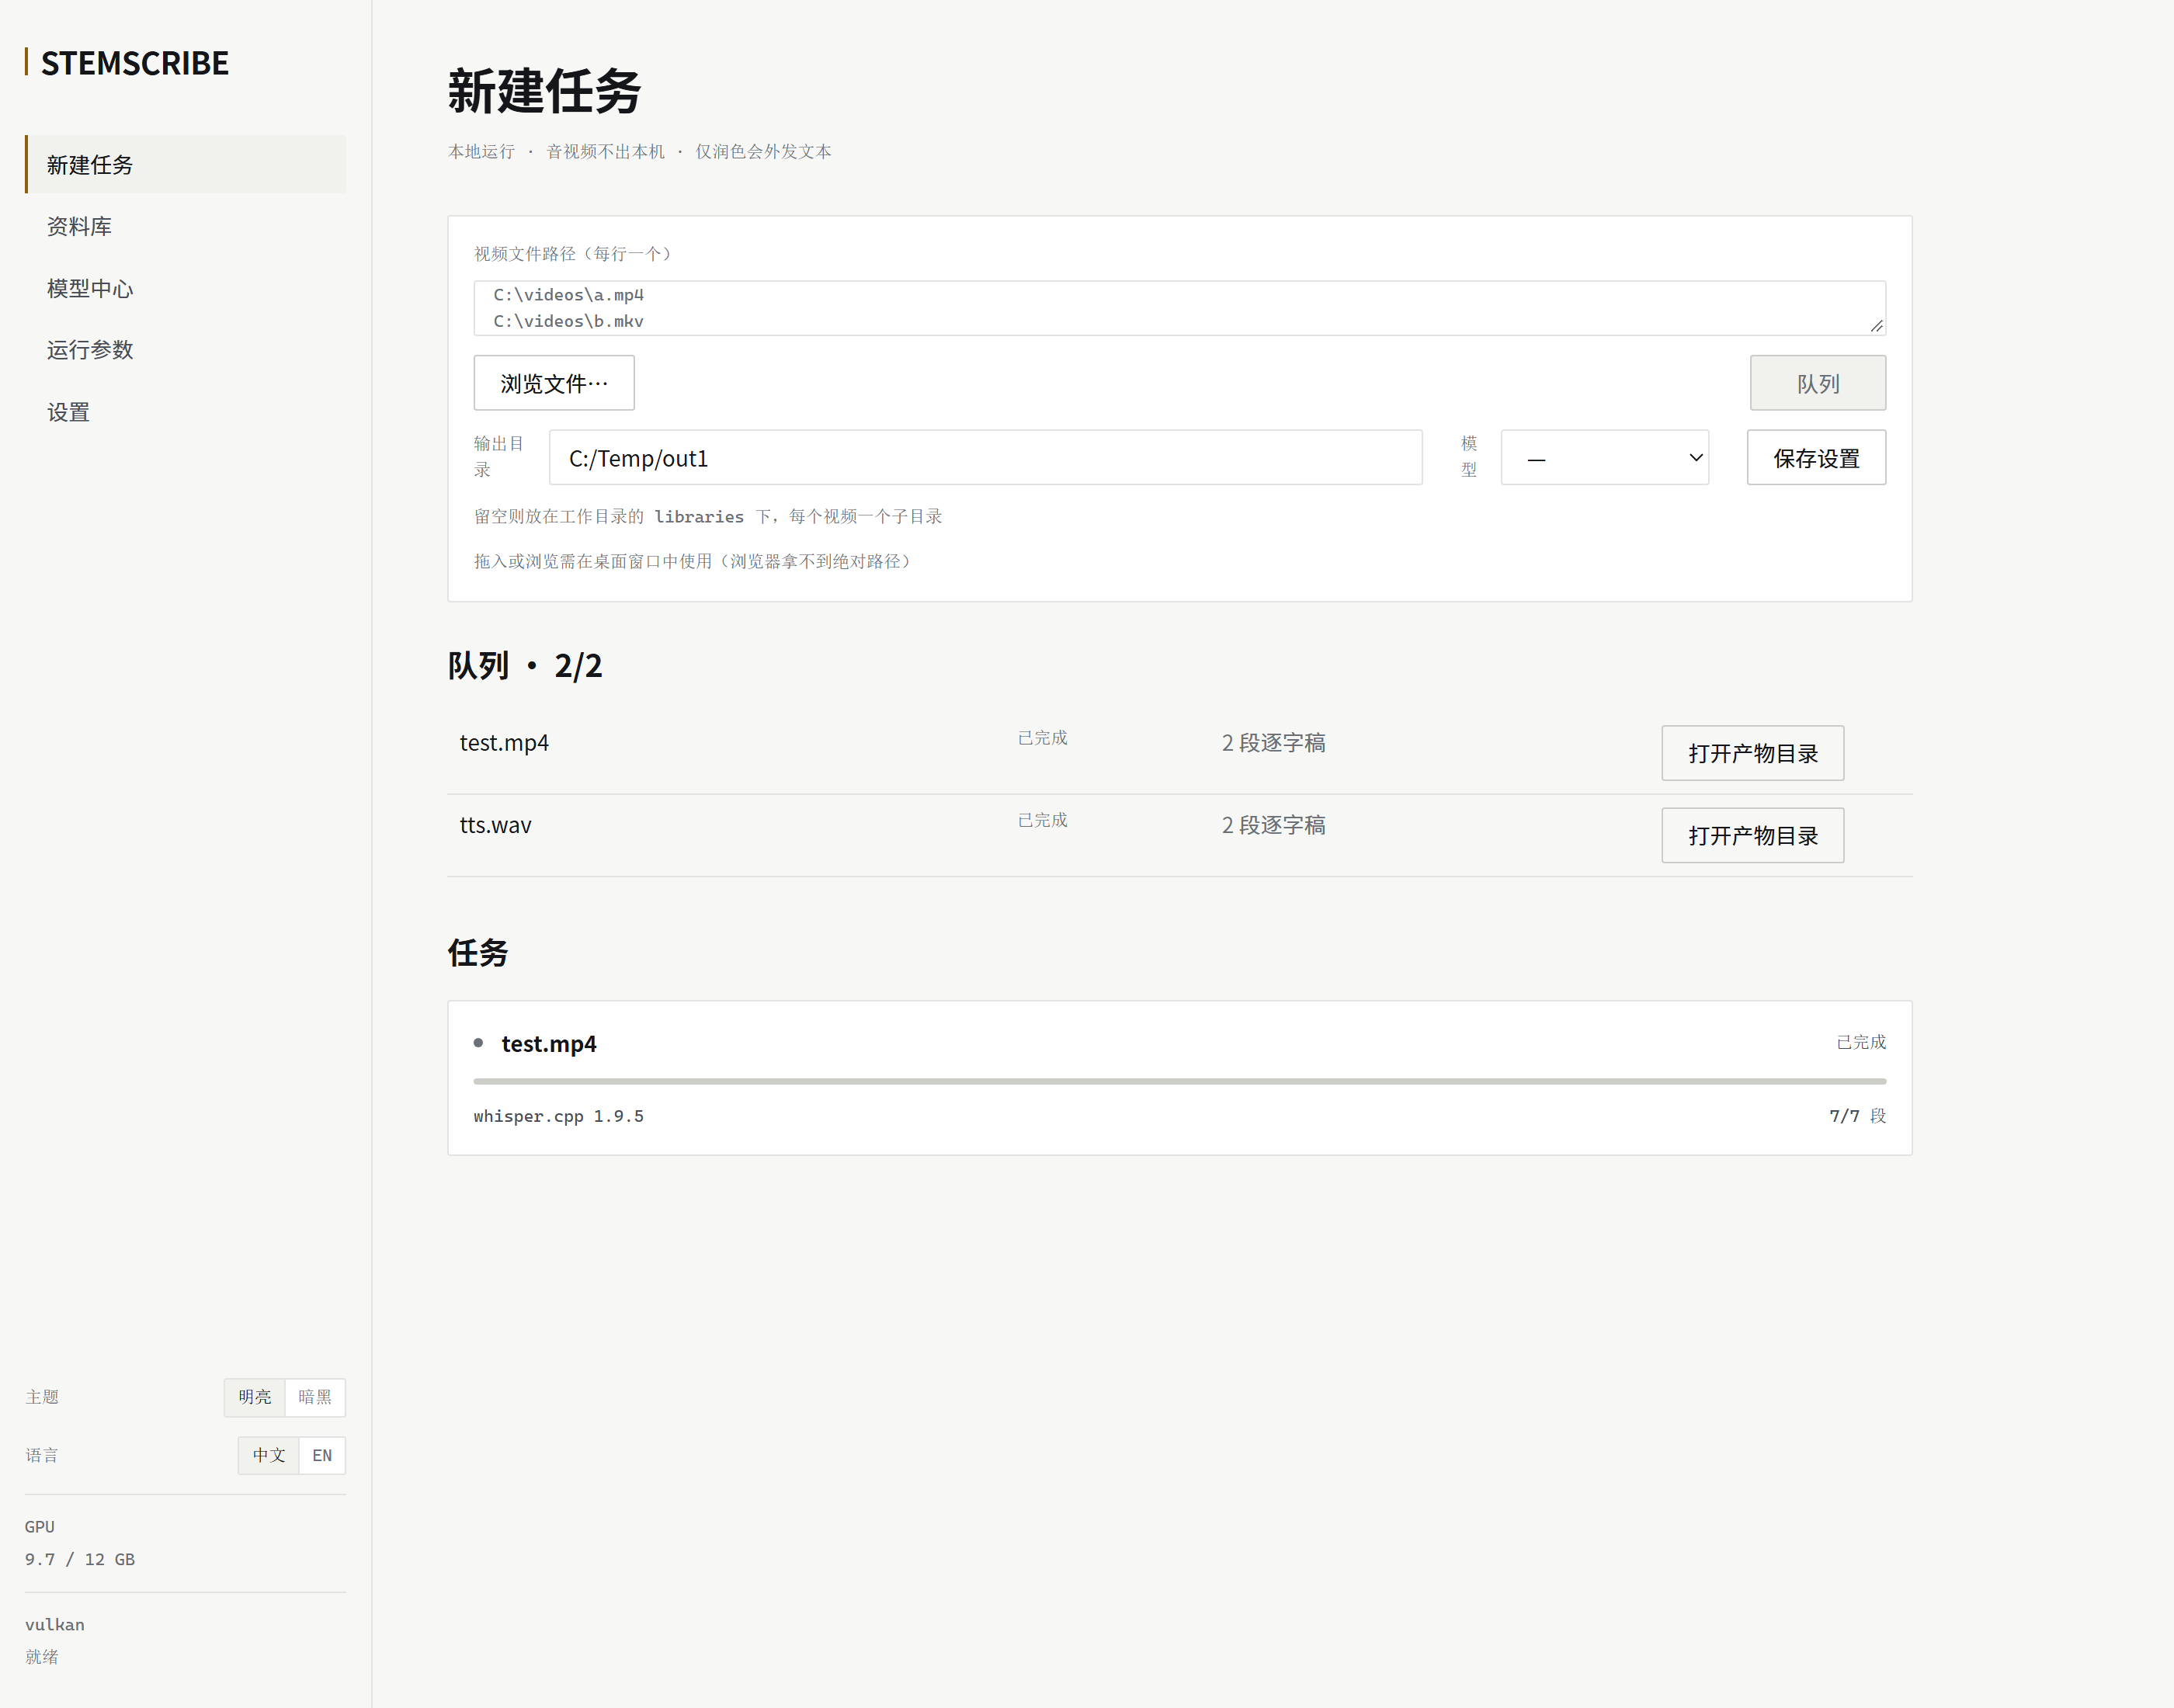 STEMSCRIBE
新建任务
资料库
模型中心
运行参数
设置
主题
明亮
暗黑
语言
中文
EN
GPU
9.7 / 12 GB
vulkan
就绪
新建任务
本地运行 · 音视频不出本机 · 仅润色会外发文本
视频文件路径（每行一个）
C:\videos\a.mp4
C:\videos\b.mkv
浏览文件…
队列
输出目
录
C:/Temp/out1
模
型
—
保存设置
留空则放在工作目录的 libraries 下，每个视频一个子目录
拖入或浏览需在桌面窗口中使用（浏览器拿不到绝对路径）
队列 · 2/2
test.mp4
已完成
2 段逐字稿
打开产物目录
tts.wav
已完成
2 段逐字稿
打开产物目录
任务
test.mp4
已完成
whisper.cpp 1.9.5
7/7 段